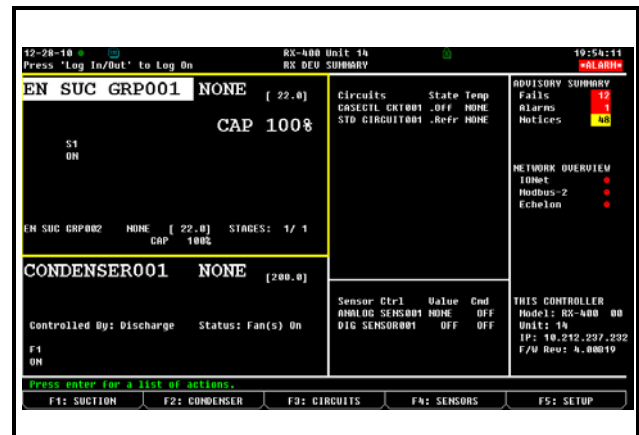 12-28-10
RX-400 Unit 14
19:54:11
Press 'Log In/Out' to Log On
RX DEV SUMMARY
*ALARM*
EN SUC GRP001 NONE [ 22.0]
CAP 100%
S1
ON
EN SUC GRP002 NONE [ 22.0] STAGES: 1/ 1
CAP 100%
CONDENSER001 NONE [200.0]
Controlled By: Discharge Status: Fan(s) On
F1
ON
Circuits State Temp
CASECTL CKT001 .Off NONE
STD CIRCUIT001 .Refr NONE
Sensor Ctrl Value Cmd
ANALOG SENS001 NONE OFF
DIG SENSOR001 OFF OFF
ADVISORY SUMMARY
Fails 12
Alarms 1
Notices 48
NETWORK OVERVIEW
IONet
Modbus-2
Echelon
THIS CONTROLLER
Model: RX-400 00
Unit: 14
IP: 10.212.237.232
F/W Rev: 4.00B19
Press enter for a list of actions.
F1: SUCTION F2: CONDENSER F3: CIRCUITS F4: SENSORS F5: SETUP